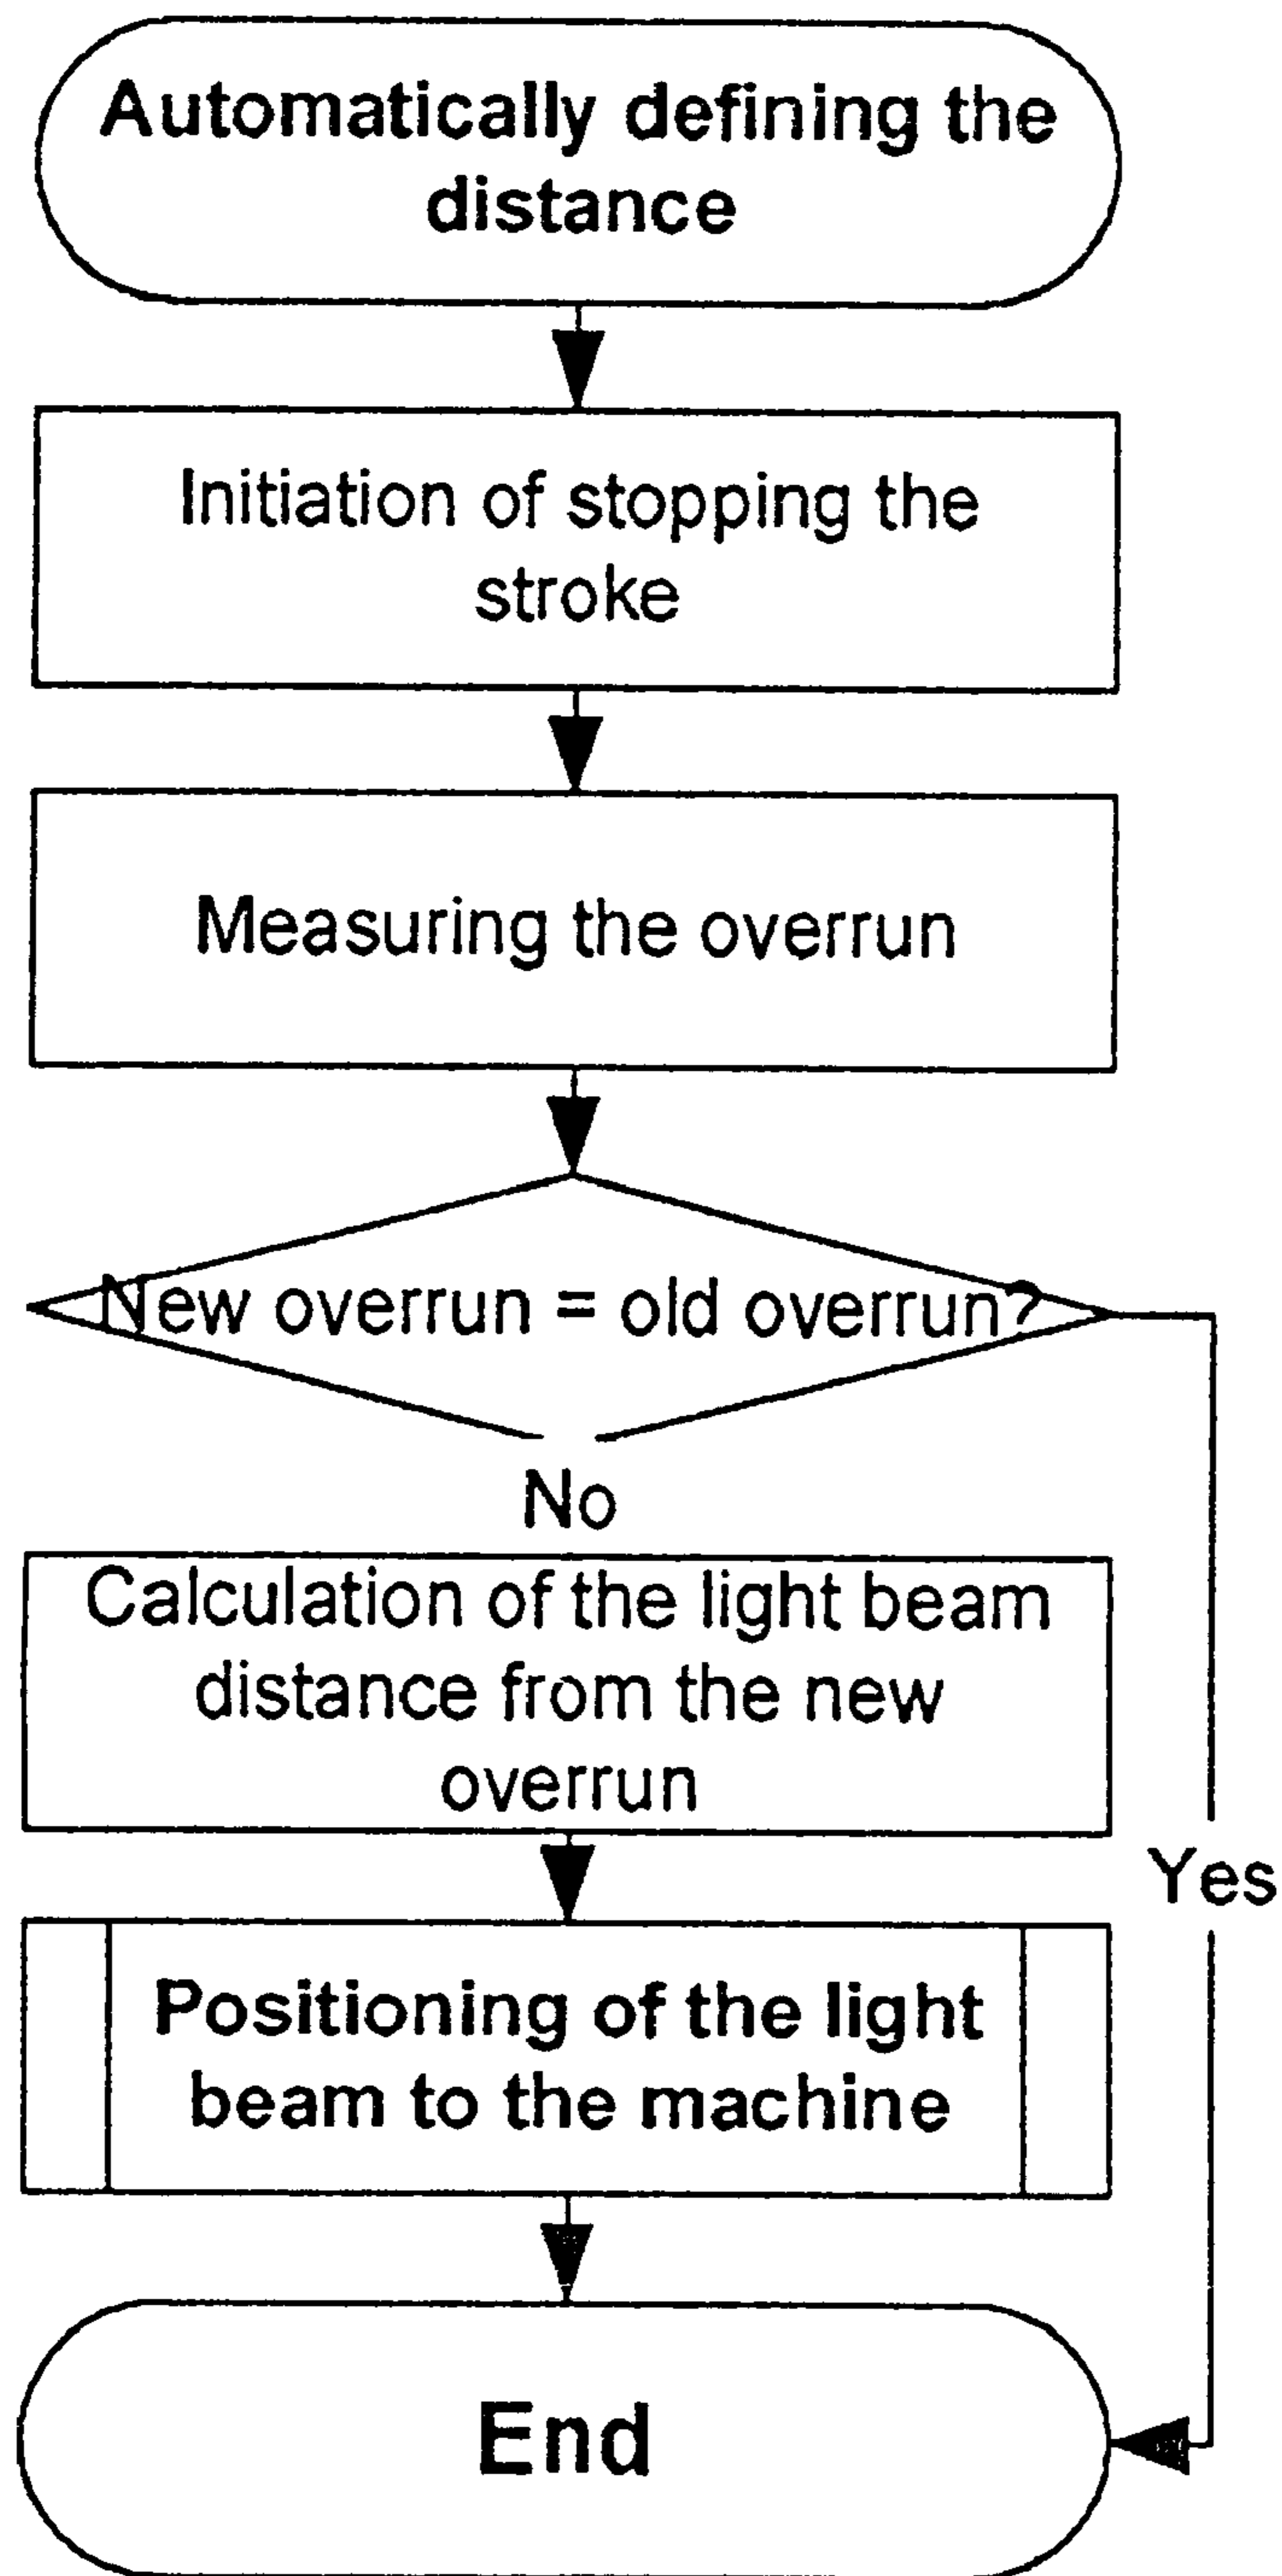 Automatically defining the
distance
Initiation of stopping the
stroke
Measuring the overrun
New overrun = old overrun?
No
Calculation of the light beam
distance from the new
overrun
Yes
Positioning of the light
beam to the machine
End